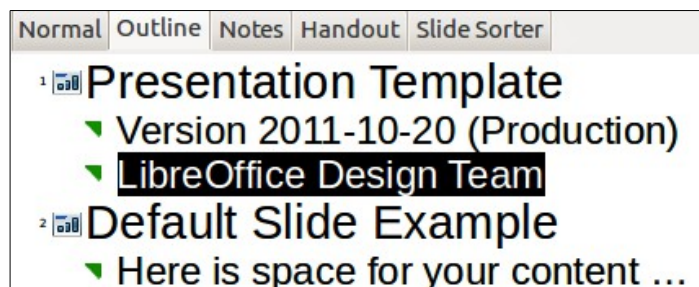 Normal Outline Notes Handout Slide Sorter
1 Presentation Template
Version 2011-10-20 (Production)
LibreOffice Design Team
2 Default Slide Example
Here is space for your content ...